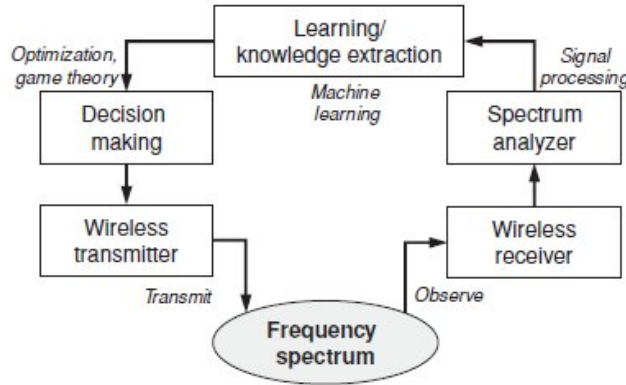 Learning/
knowledge extraction
Optimization,
game theory
Machine
learning
Signal
processing
Decision
making
Spectrum
analyzer
Wireless
transmitter
Wireless
receiver
Transmit
Observe
Frequency
spectrum